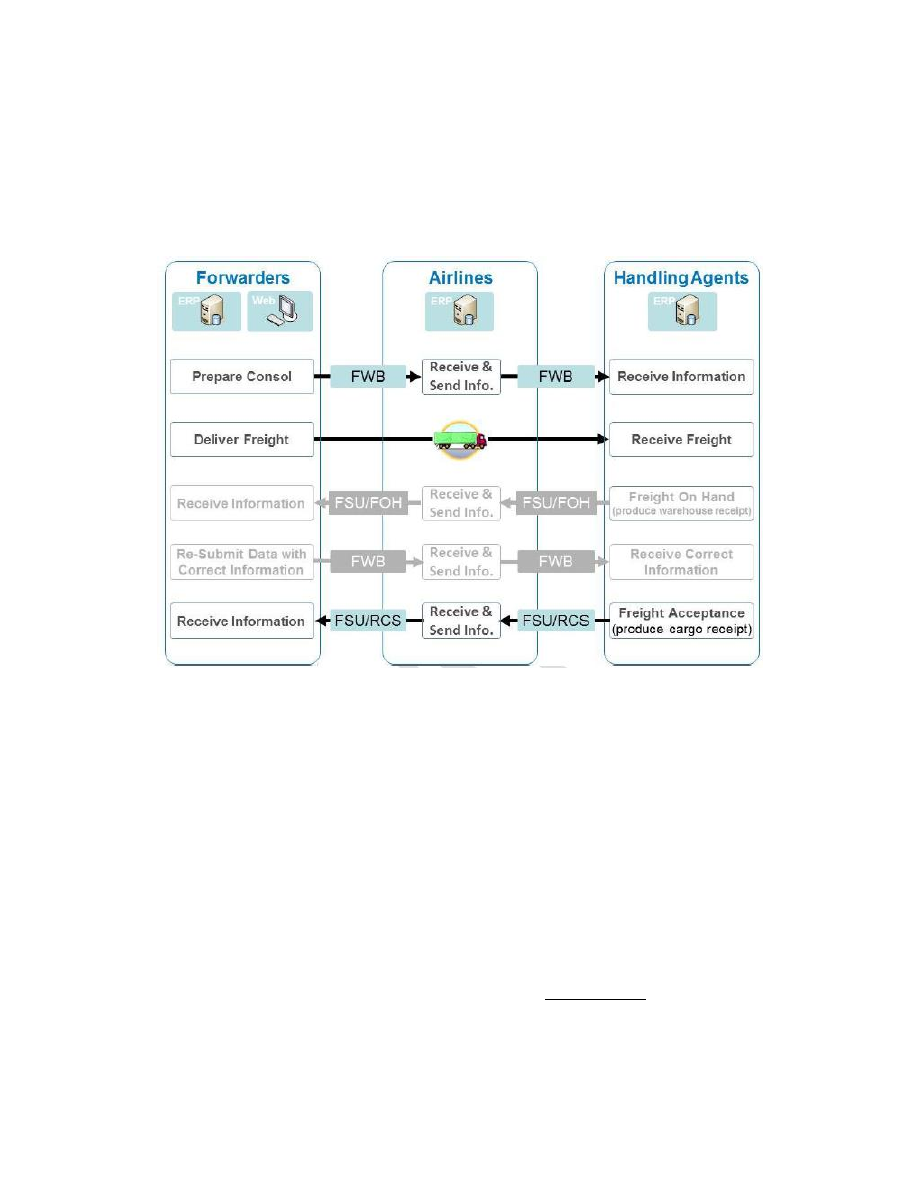 Forwarders Airlines Handling Agents
ERP Web ERP ERP
Prepare Consol FWB Receive & Send Info. FWB Receive Information
Deliver Freight Receive Freight
Receive Information FSU/FOH Receive & Send Info. FSU/FOH Freight On Hand (produce warehouse receipt)
Re-Submit Data with Correct Information FWB Receive & Send Info. FWB Receive Correct Information
Receive Information FSU/RCS Receive & Send Info. FSU/RCS Freight Acceptance (produce cargo receipt)